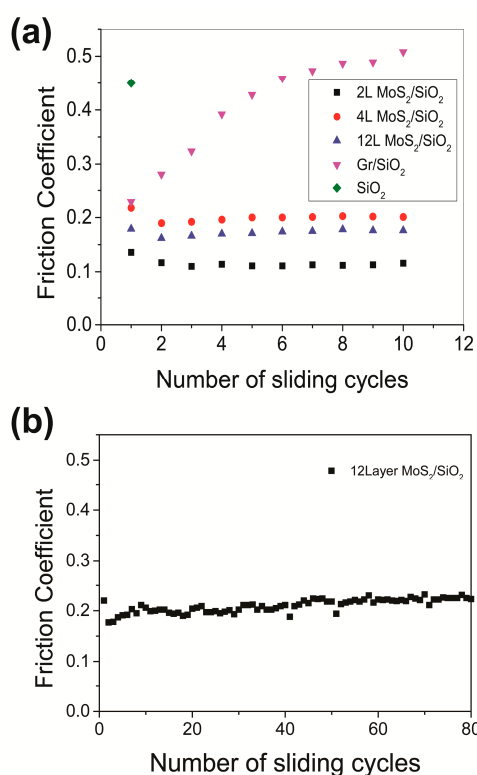 (a)
Friction Coefficient
0.5
0.4
0.3
0.2
0.1
0.0
2L MoS₂/SiO₂
4L MoS₂/SiO₂
12L MoS₂/SiO₂
Gr/SiO₂
SiO₂
0 2 4 6 8 10 12
Number of sliding cycles
(b)
Friction Coefficient
0.5
0.4
0.3
0.2
0.1
0.0
12Layer MoS₂/SiO₂
0 20 40 60 80
Number of sliding cycles